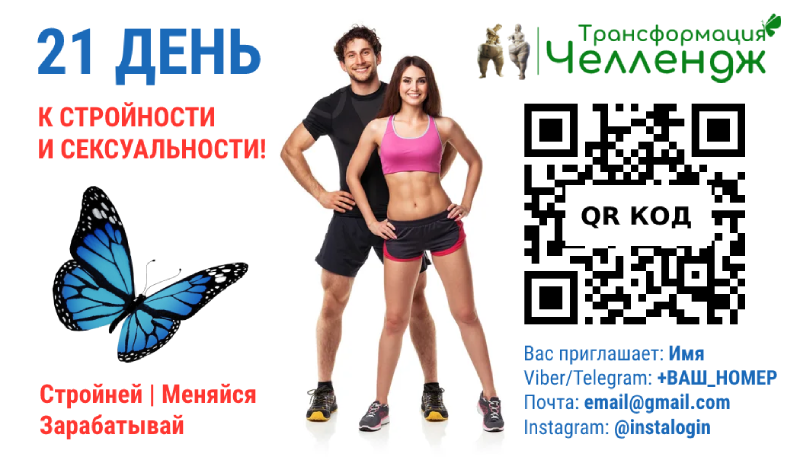 21 ДЕНЬ
К СТРОЙНОСТИ
И СЕКСУАЛЬНОСТИ!
Стройней | Меняйся
Зарабатывай
Трансформация
Челлендж
QR КОД
Вас приглашает: Имя
Viber/Telegram: +ВАШ_НОМЕР
Почта: email@gmail.com
Instagram: @instalogin